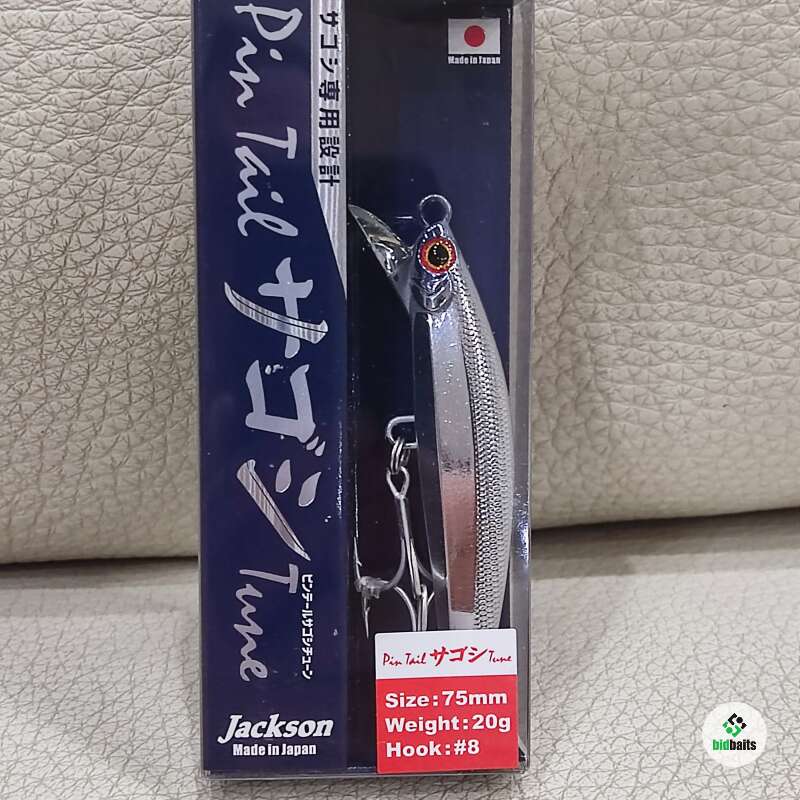 サゴシ専用設計
Pin Tail サゴシ Tune
ピンテールサゴシチューン
Jackson
Made in Japan
Made in Japan
Pin Tail サゴシ Tune
Size:75mm
Weight:20g
Hook:#8
bidbaits